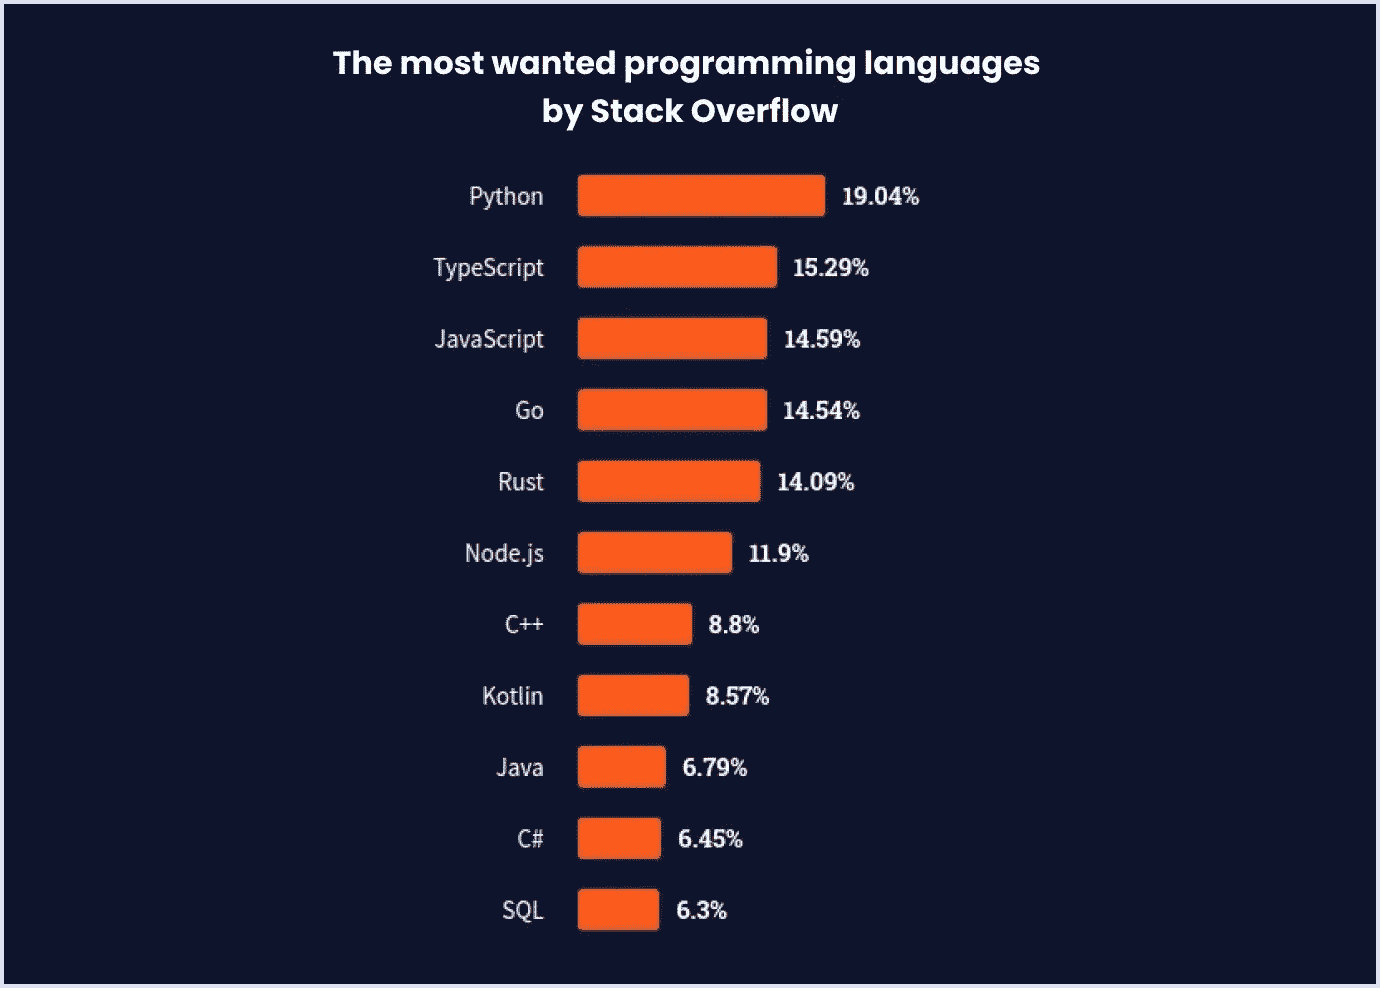 The most wanted programming languages
by Stack Overflow
Python 19.04%
TypeScript 15.29%
JavaScript 14.59%
Go 14.54%
Rust 14.09%
Node.js 11.9%
C++ 8.8%
Kotlin 8.57%
Java 6.79%
C# 6.45%
SQL 6.3%